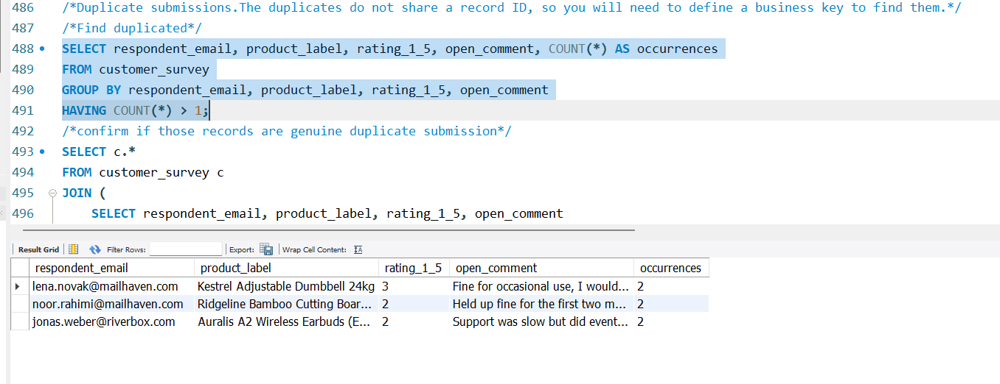 486 /*Duplicate submissions.The duplicates do not share a record ID, so you will need to define a business key to find them.*/
487 /*Find duplicated*/
488 SELECT respondent_email, product_label, rating_1_5, open_comment, COUNT(*) AS occurrences
489 FROM customer_survey
490 GROUP BY respondent_email, product_label, rating_1_5, open_comment
491 HAVING COUNT(*) > 1;
492 /*confirm if those records are genuine duplicate submission*/
493 SELECT c.*
494 FROM customer_survey c
495 JOIN (
496 SELECT respondent_email, product_label, rating_1_5, open_comment
Result Grid Filter Rows: Export: Wrap Cell Content:
respondent_email product_label rating_1_5 open_comment occurrences
lena.novak@mailhaven.com Kestrel Adjustable Dumbbell 24kg 3 Fine for occasional use, I would... 2
noor.rahimi@mailhaven.com Ridgeline Bamboo Cutting Boar... 2 Held up fine for the first two m... 2
jonas.weber@riverbox.com Auralis A2 Wireless Earbuds (E... 2 Support was slow but did event... 2